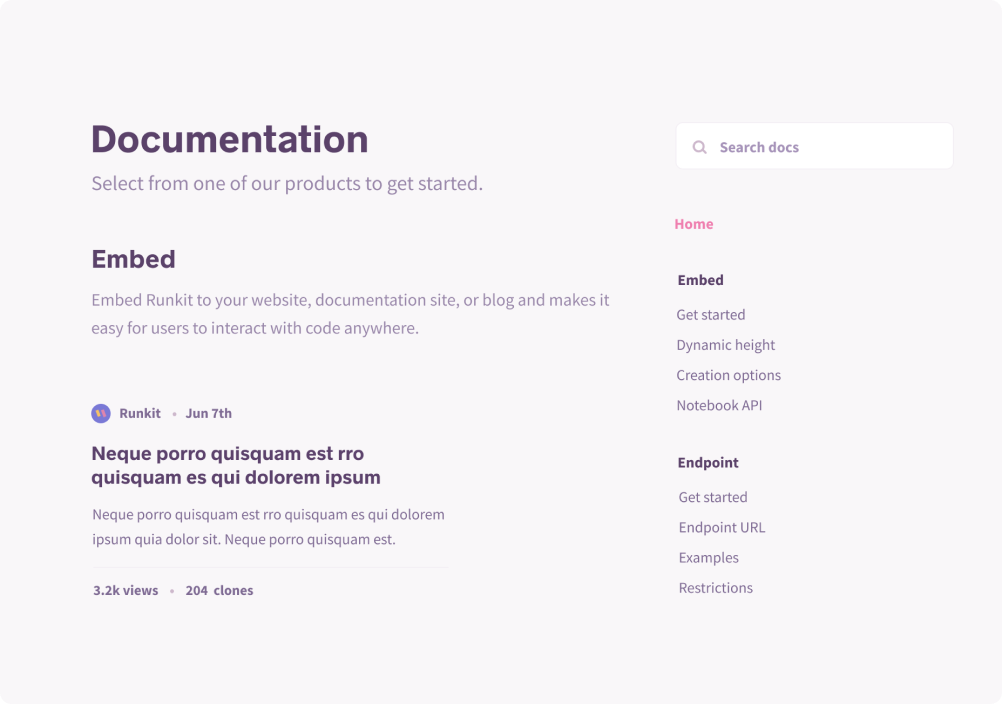 Documentation
Select from one of our products to get started.
Embed
Embed Runkit to your website, documentation site, or blog and makes it
easy for users to interact with code anywhere.
Runkit • Jun 7th
Neque porro quisquam est rro
quisquam es qui dolorem ipsum
Neque porro quisquam est rro quisquam es qui dolorem
ipsum quia dolor sit. Neque porro quisquam est.
3.2k views • 204 clones
Search docs
Home
Embed
Get started
Dynamic height
Creation options
Notebook API
Endpoint
Get started
Endpoint URL
Examples
Restrictions